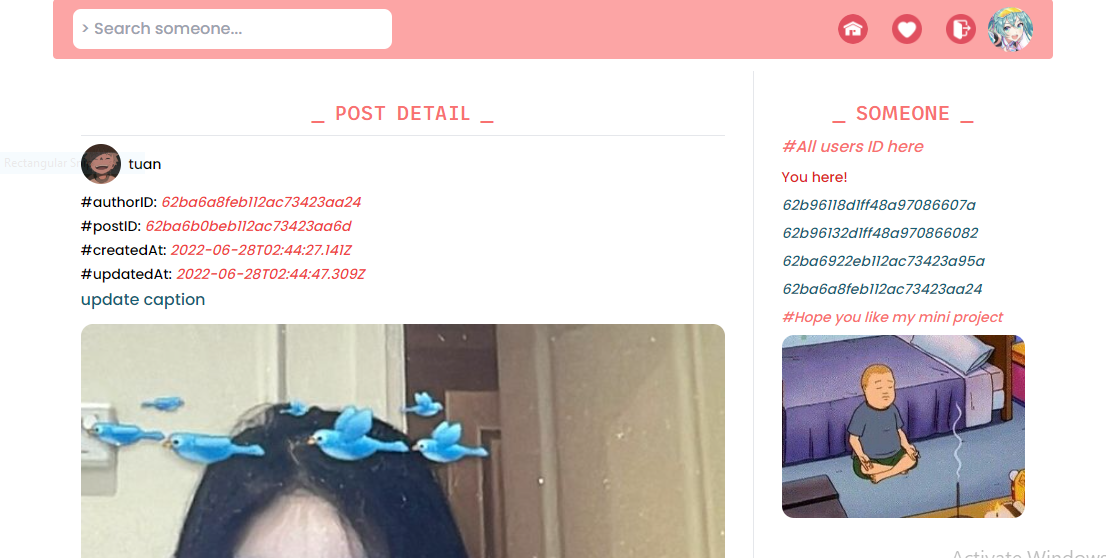 > Search someone...
_ POST DETAIL _
Rectangular S
tuan
#authorID: 62ba6a8feb112ac73423aa24
#postID: 62ba6b0beb112ac73423aa6d
#createdAt: 2022-06-28T02:44:27.141Z
#updatedAt: 2022-06-28T02:44:47.309Z
update caption
_ SOMEONE _
#All users ID here
You here!
62b96118d1ff48a97086607a
62b96132d1ff48a970866082
62ba6922eb112ac73423a95a
62ba6a8feb112ac73423aa24
#Hope you like my mini project
Activate Windows